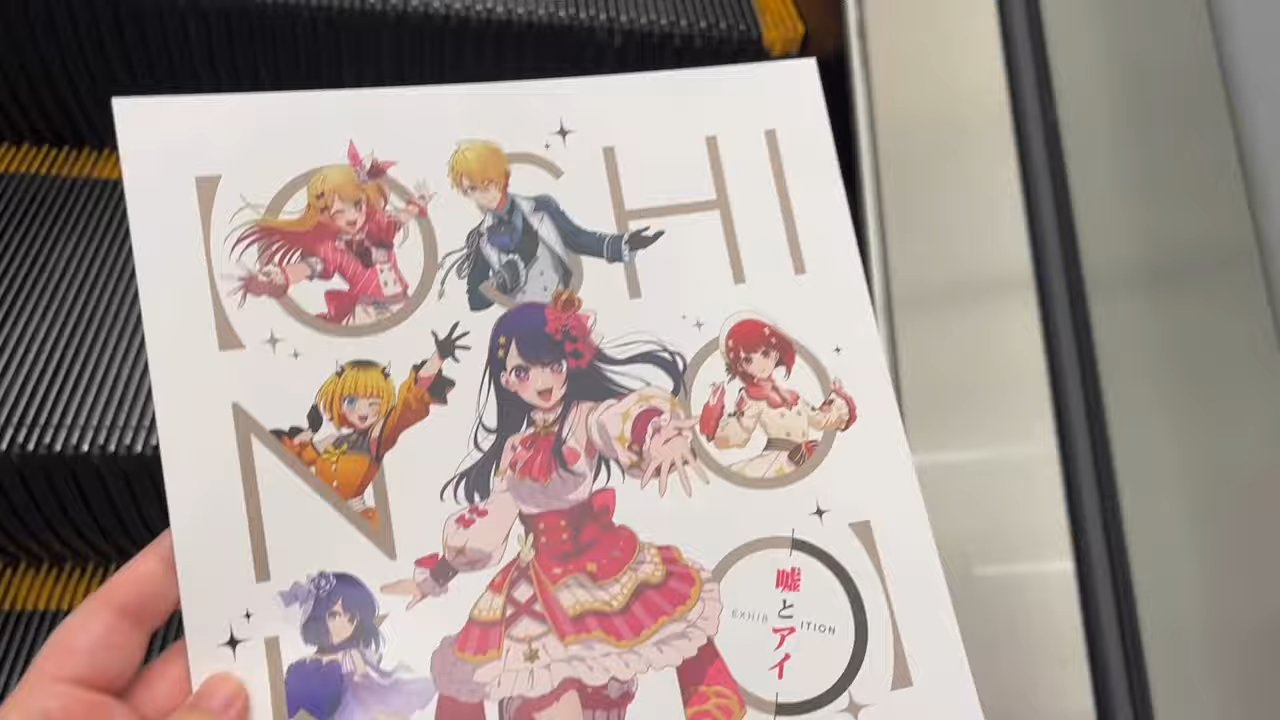 【OSHI
NO
O】
嘘とアイ
EXHIBITION